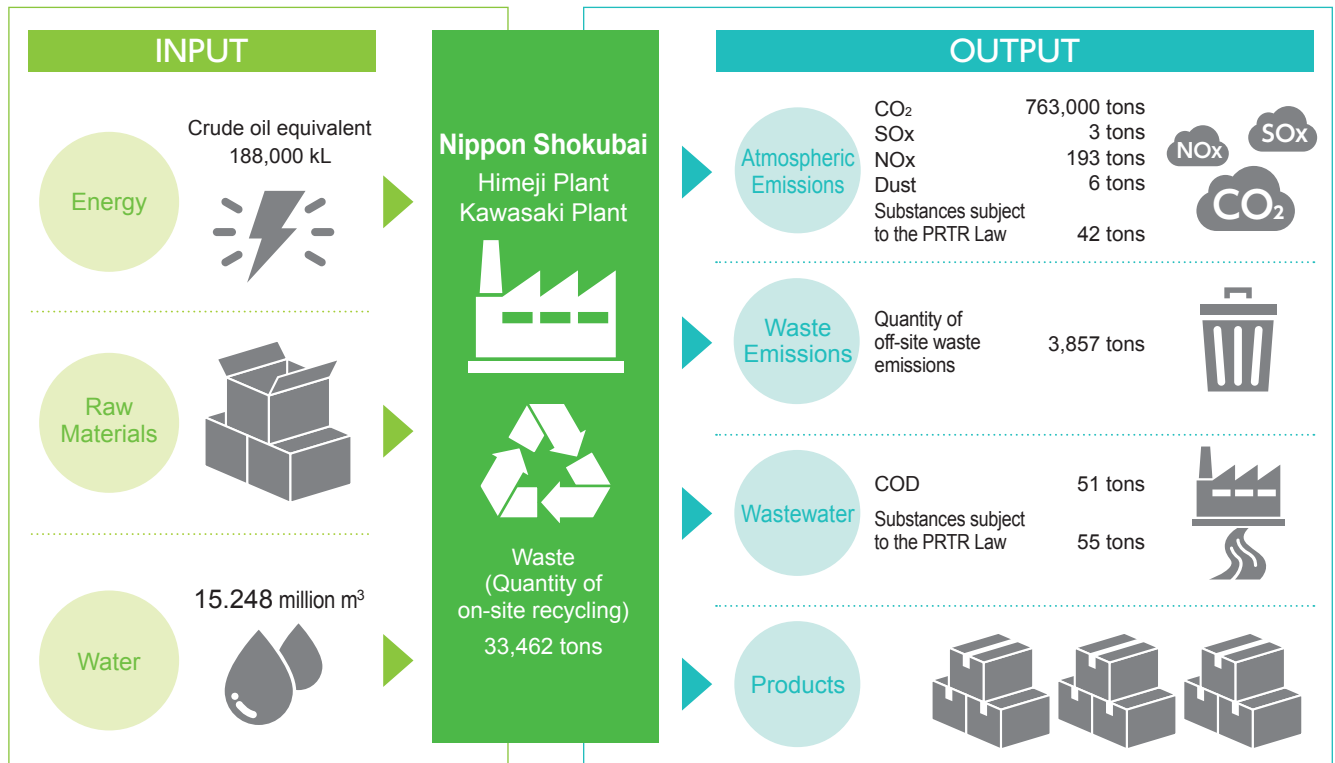 INPUT
Energy
Crude oil equivalent
188,000 kL
Raw
Materials
Water
15.248 million m³
Nippon Shokubai
Himeji Plant
Kawasaki Plant
Waste
(Quantity of
on-site recycling)
33,462 tons
OUTPUT
Atmospheric
Emissions
CO₂ 763,000 tons
SOx 3 tons
NOx 193 tons
Dust 6 tons
Substances subject
to the PRTR Law 42 tons
NOx
SOx
CO₂
Waste
Emissions
Quantity of
off-site waste
emissions
3,857 tons
Wastewater
COD 51 tons
Substances subject
to the PRTR Law 55 tons
Products